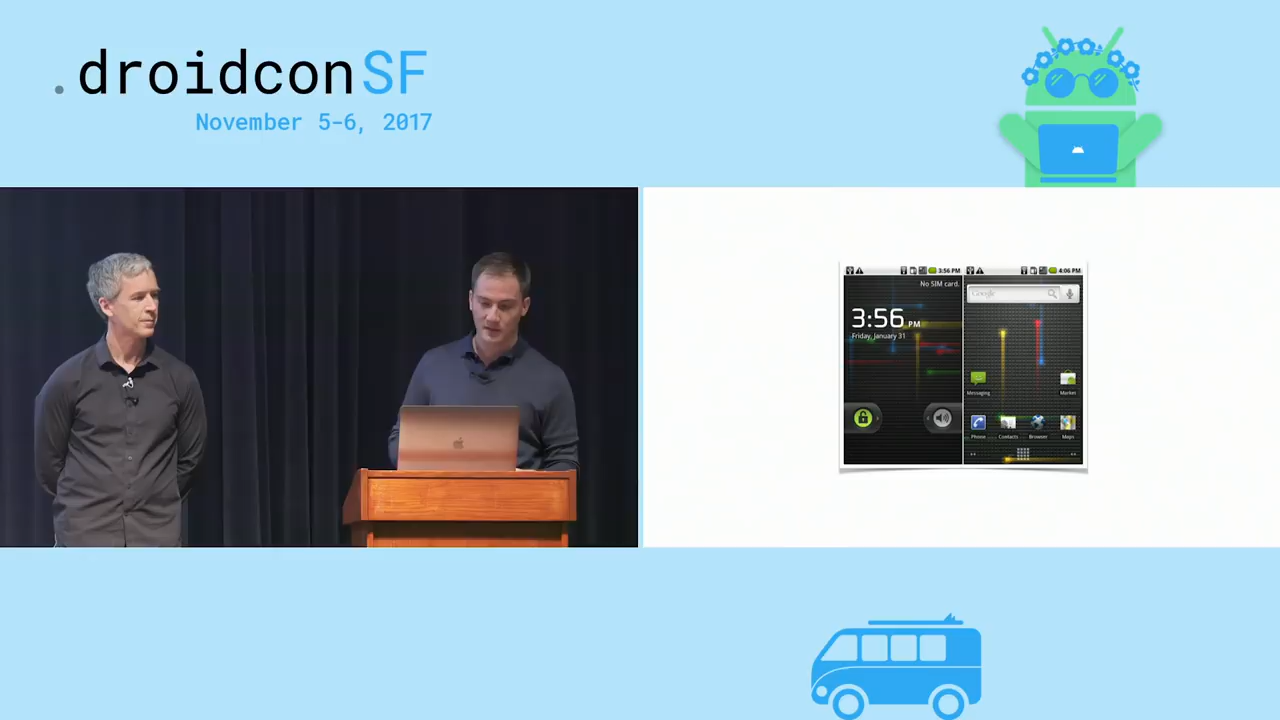 .droidconSF
November 5-6, 2017
3:56 PM
4:06 PM
No SIM card.
Google
3:56 PM
Friday, January 31
Messaging
Market
Phone
Contacts
Browser
Maps